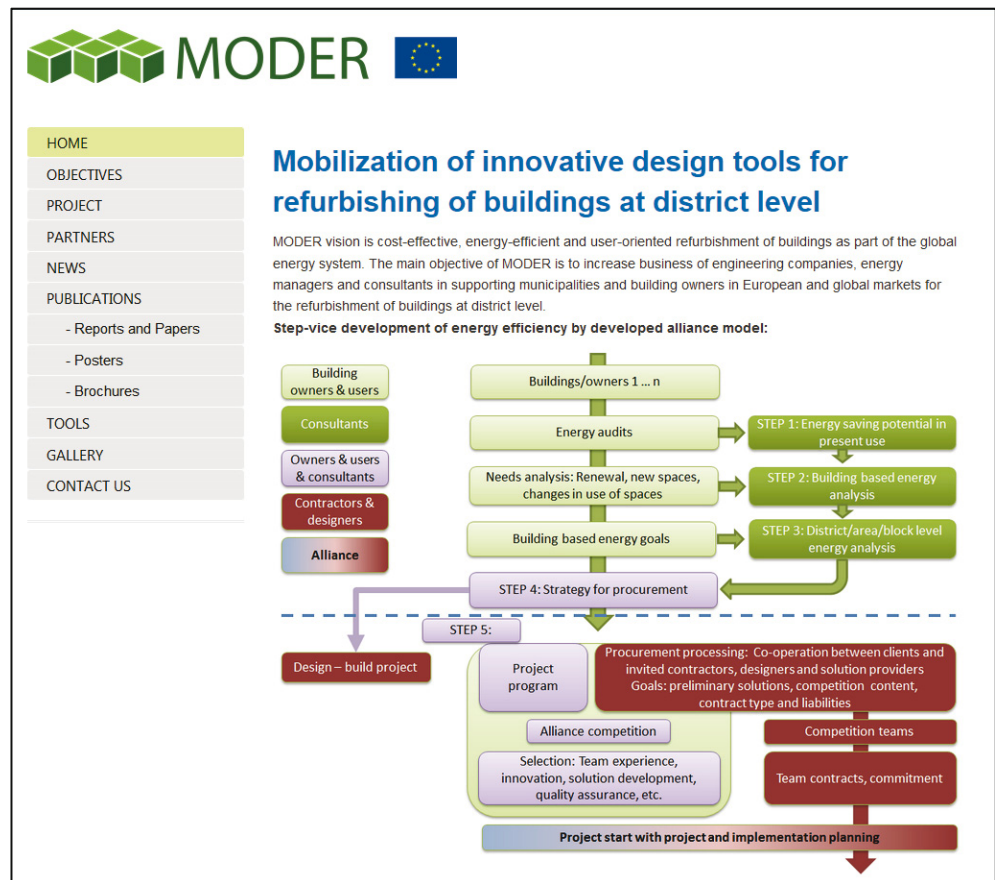 MODER
HOME
OBJECTIVES
PROJECT
PARTNERS
NEWS
PUBLICATIONS
- Reports and Papers
- Posters
- Brochures
TOOLS
GALLERY
CONTACT US
Mobilization of innovative design tools for
refurbishing of buildings at district level
MODER vision is cost-effective, energy-efficient and user-oriented refurbishment of buildings as part of the global
energy system. The main objective of MODER is to increase business of engineering companies, energy
managers and consultants in supporting municipalities and building owners in European and global markets for
the refurbishment of buildings at district level.
Step-vice development of energy efficiency by developed alliance model:
Building
owners & users
Consultants
Owners & users
& consultants
Contractors &
designers
Alliance
Buildings/owners 1 ... n
Energy audits
STEP 1: Energy saving potential in
present use
Needs analysis: Renewal, new spaces,
changes in use of spaces
STEP 2: Building based energy
analysis
Building based energy goals
STEP 3: District/area/block level
energy analysis
STEP 4: Strategy for procurement
STEP 5:
Design – build project
Project
program
Procurement processing: Co-operation between clients and
invited contractors, designers and solution providers
Goals: preliminary solutions, competition content,
contract type and liabilities
Alliance competition
Competition teams
Selection: Team experience,
innovation, solution development,
quality assurance, etc.
Team contracts, commitment
Project start with project and implementation planning